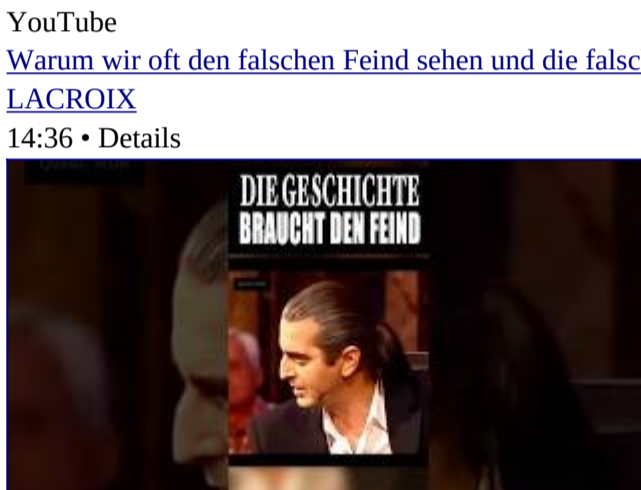 YouTube
Warum wir oft den falschen Feind sehen und die falsc
LACROIX
14:36 • Details
DIE GESCHICHTE
BRAUCHT DEN FEIND